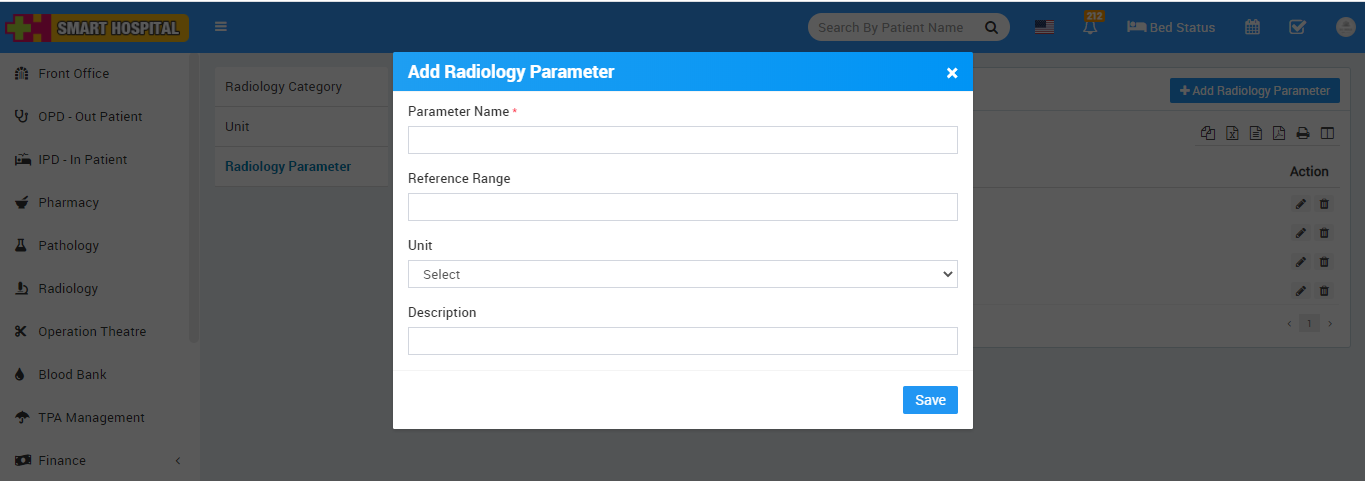 SMART HOSPITAL
Search By Patient Name
212
Bed Status
Front Office
OPD - Out Patient
IPD - In Patient
Pharmacy
Pathology
Radiology
Operation Theatre
Blood Bank
TPA Management
Finance
Radiology Category
Unit
Radiology Parameter
Add Radiology Parameter
Action
1
Add Radiology Parameter ×
Parameter Name *
Reference Range
Unit
Select
Description
Save